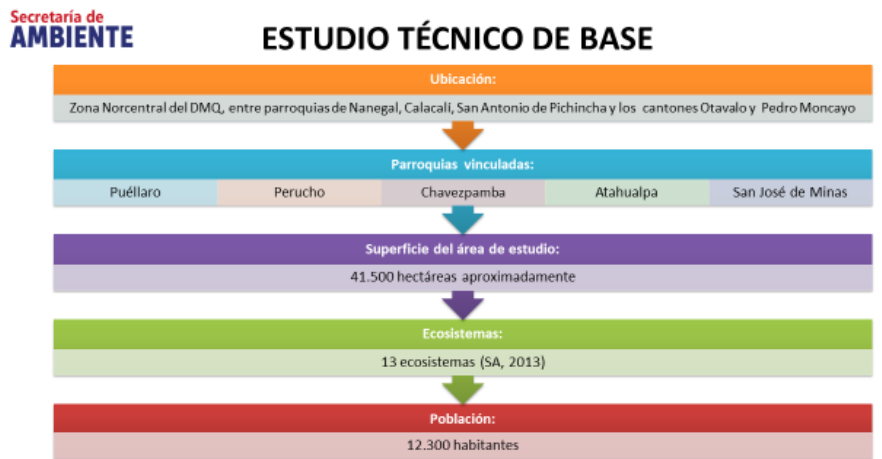 Secretaría de
AMBIENTE
ESTUDIO TÉCNICO DE BASE
Ubicación:
Zona Norcentral del DMQ, entre parroquias de Nanegal, Calacalí, San Antonio de Pichincha y los cantones Otavalo y Pedro Moncayo
Parroquias vinculadas:
Puéllaro Perucho Chavezpamba Atahualpa San José de Minas
Superficie del área de estudio:
41.500 hectáreas aproximadamente
Ecosistemas:
13 ecosistemas (SA, 2013)
Población:
12.300 habitantes